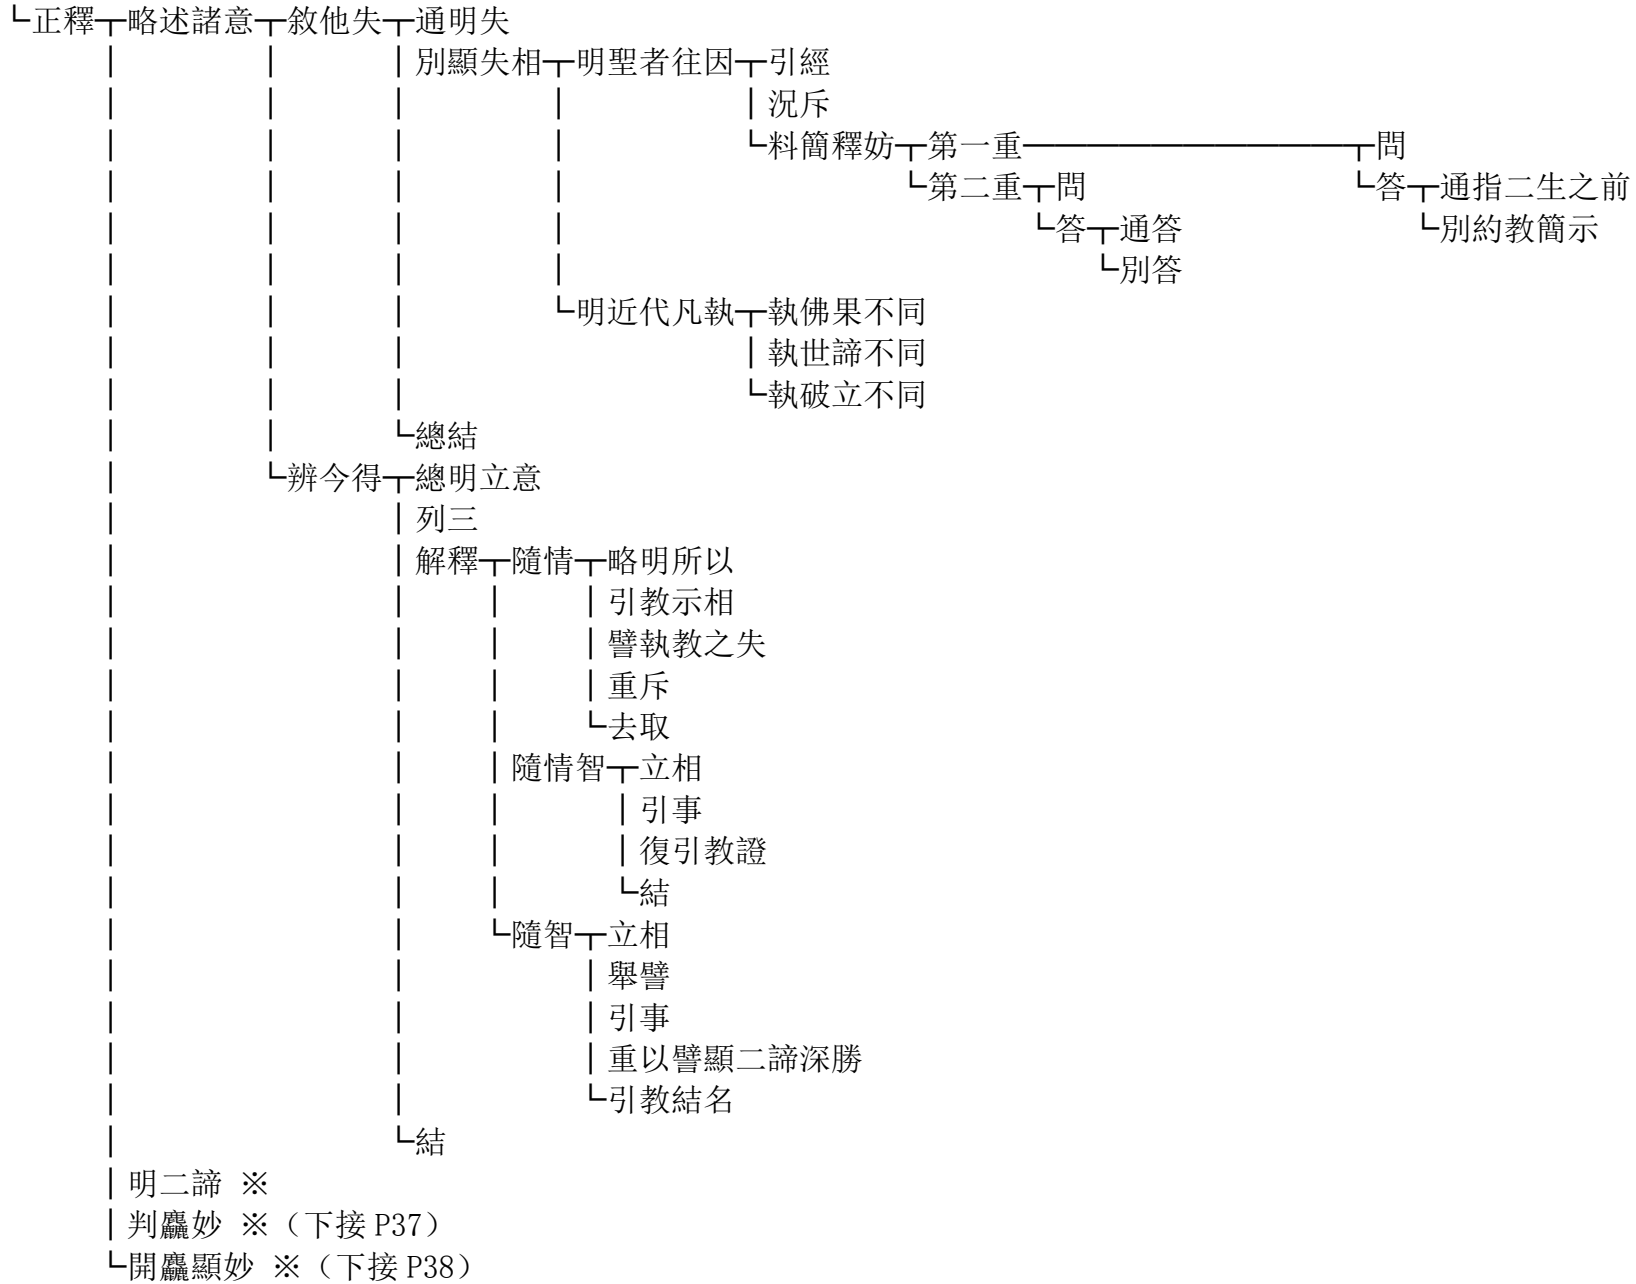 └正釋┬略述諸意┬敘他失┬通明失
│ │ │別顯失相┬明聖者往因┬引經
│ │ │ │ │況斥
│ │ │ │ └料簡釋妨┬第一重──────────┬問
│ │ │ │ └第二重┬問 └答┬通指二生之前
│ │ │ │ └答┬通答 └別約教簡示
│ │ │ │ └別答
│ │ │ └明近代凡執┬執佛果不同
│ │ │ │執世諦不同
│ │ │ └執破立不同
│ │ └總結
│ └辨今得┬總明立意
│ │列三
│ │解釋┬隨情┬略明所以
│ │ │ │引教示相
│ │ │ │譬執教之失
│ │ │ │重斥
│ │ │ └去取
│ │ │隨情智┬立相
│ │ │ │引事
│ │ │ │復引教證
│ │ │ └結
│ │ └隨智┬立相
│ │ │舉譬
│ │ │引事
│ │ │重以譬顯二諦深勝
│ │ └引教結名
│ └結
│明二諦 ※
│判麤妙 ※（下接 P37）
└開麤顯妙 ※（下接 P38）